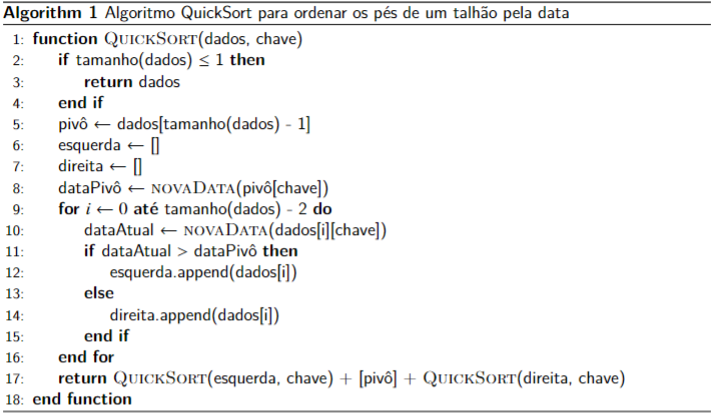 Algorithm 1 Algoritmo QuickSort para ordenar os pés de um talhão pela data
1: function QUICKSORT(dados, chave)
2: if tamanho(dados) ≤ 1 then
3: return dados
4: end if
5: pivô ← dados[tamanho(dados) - 1]
6: esquerda ← []
7: direita ← []
8: dataPivô ← NOVADATA(pivô[chave])
9: for i ← 0 até tamanho(dados) - 2 do
10: dataAtual ← NOVADATA(dados[i][chave])
11: if dataAtual > dataPivô then
12: esquerda.append(dados[i])
13: else
14: direita.append(dados[i])
15: end if
16: end for
17: return QUICKSORT(esquerda, chave) + [pivô] + QUICKSORT(direita, chave)
18: end function